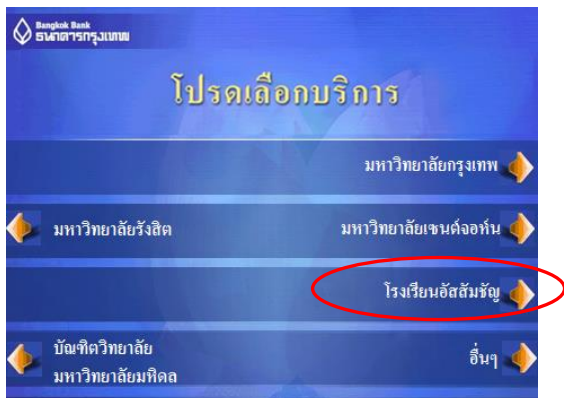 Bangkok Bank
ธนาคารกรุงเทพ
โปรดเลือกบริการ
มหาวิทยาลัยกรุงเทพ
มหาวิทยาลัยรังสิต
มหาวิทยาลัยเซนต์จอห์น
โรงเรียนอัสสัมชัญ
บัณฑิตวิทยาลัย
มหาวิทยาลัยมหิดล
อื่นๆ